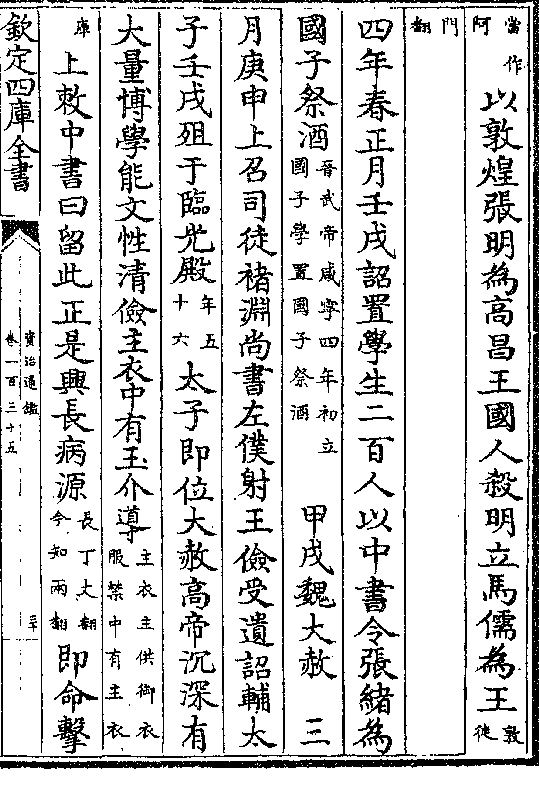 當作阿以敦煌張明為高昌王國人殺明立馬儒為王敦徒
門翻
四年春正月壬戌詔置學生二百人以中書令張緒為
國子祭酒晉武帝咸寧四年初立國子學置國子祭酒甲戌魏大赦三
月庚申上召司徒褚淵尚書左僕射王儉受遺詔輔太
子壬戌殂于臨光殿年五十六太子即位大赦高帝沉深有
大量博學能文性清儉主衣中有玉介導主衣主供御衣服禁中有主衣
庫上敕中書曰留此正是興長病源長丁丈翻今知兩翻即命擊
欽定四庫全書
資治通鑑
卷一百三十五